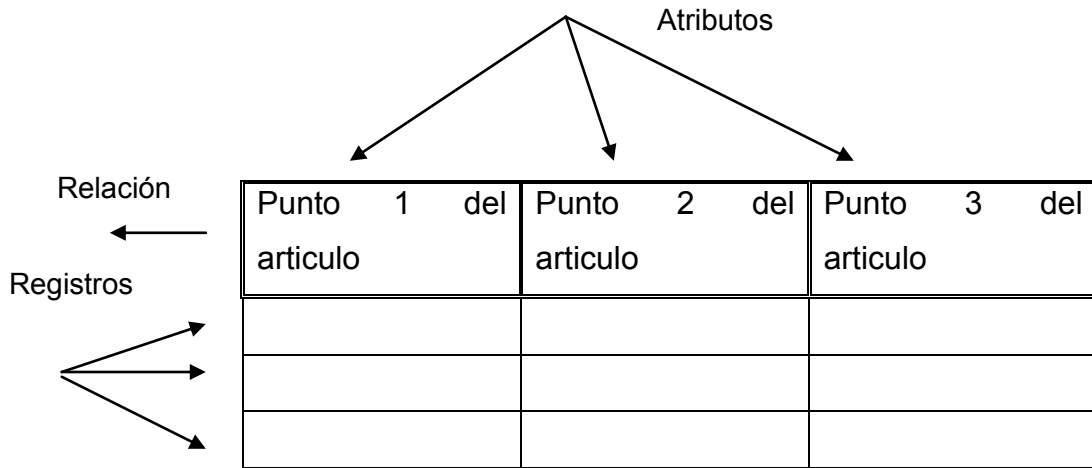 Atributos
Relación
Punto 1 del
articulo
Punto 2 del
articulo
Punto 3 del
articulo
Registros